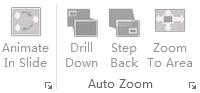 Animate Drill Step Zoom
In Slide Down Back To Area
Auto Zoom